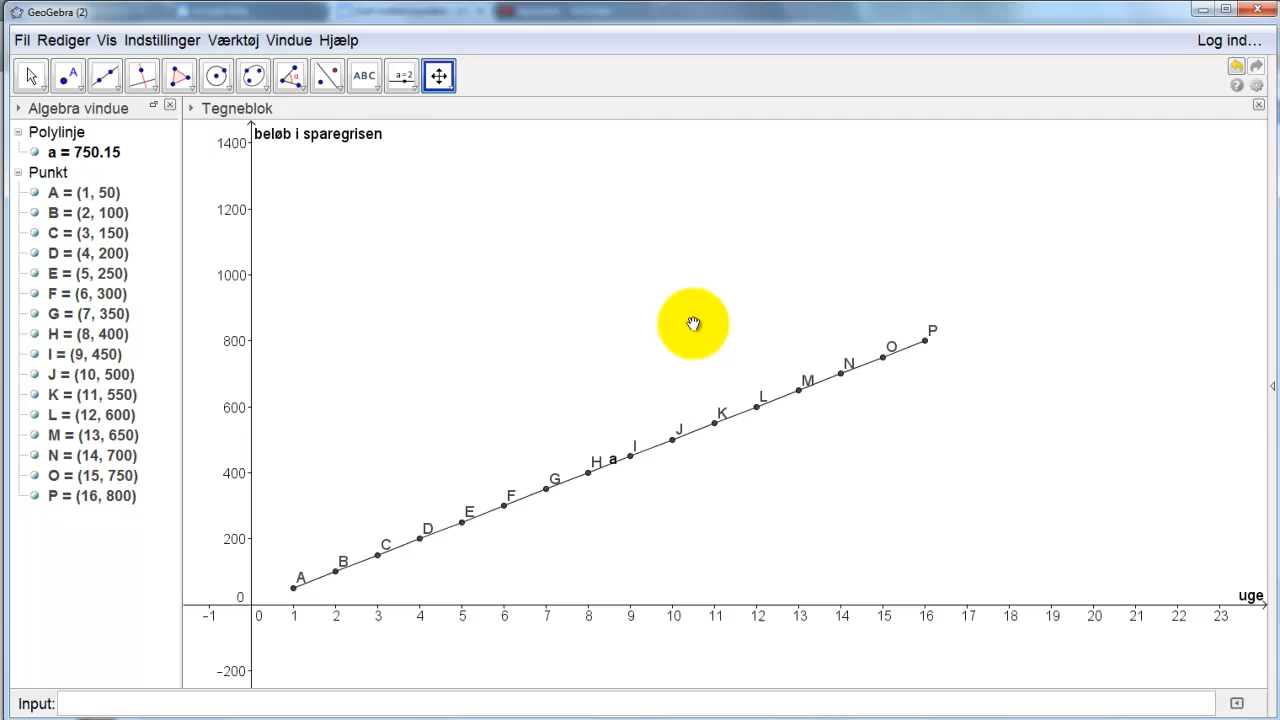 GeoGebra (2)
Fil Rediger Vis Indstillinger Værktøj Vindue Hjælp Log ind...
A ABC a=2
Algebra vindue
Tegneblok
Polylinje
a = 750.15
Punkt
A = (1, 50)
B = (2, 100)
C = (3, 150)
D = (4, 200)
E = (5, 250)
F = (6, 300)
G = (7, 350)
H = (8, 400)
I = (9, 450)
J = (10, 500)
K = (11, 550)
L = (12, 600)
M = (13, 650)
N = (14, 700)
O = (15, 750)
P = (16, 800)
beløb i sparegrisen
1400
1200
1000
800
600
400
200
0
-200
A B C D E F G H a I J K L M N O P
uge
-1 0 1 2 3 4 5 6 7 8 9 10 11 12 13 14 15 16 17 18 19 20 21 22 23
Input: